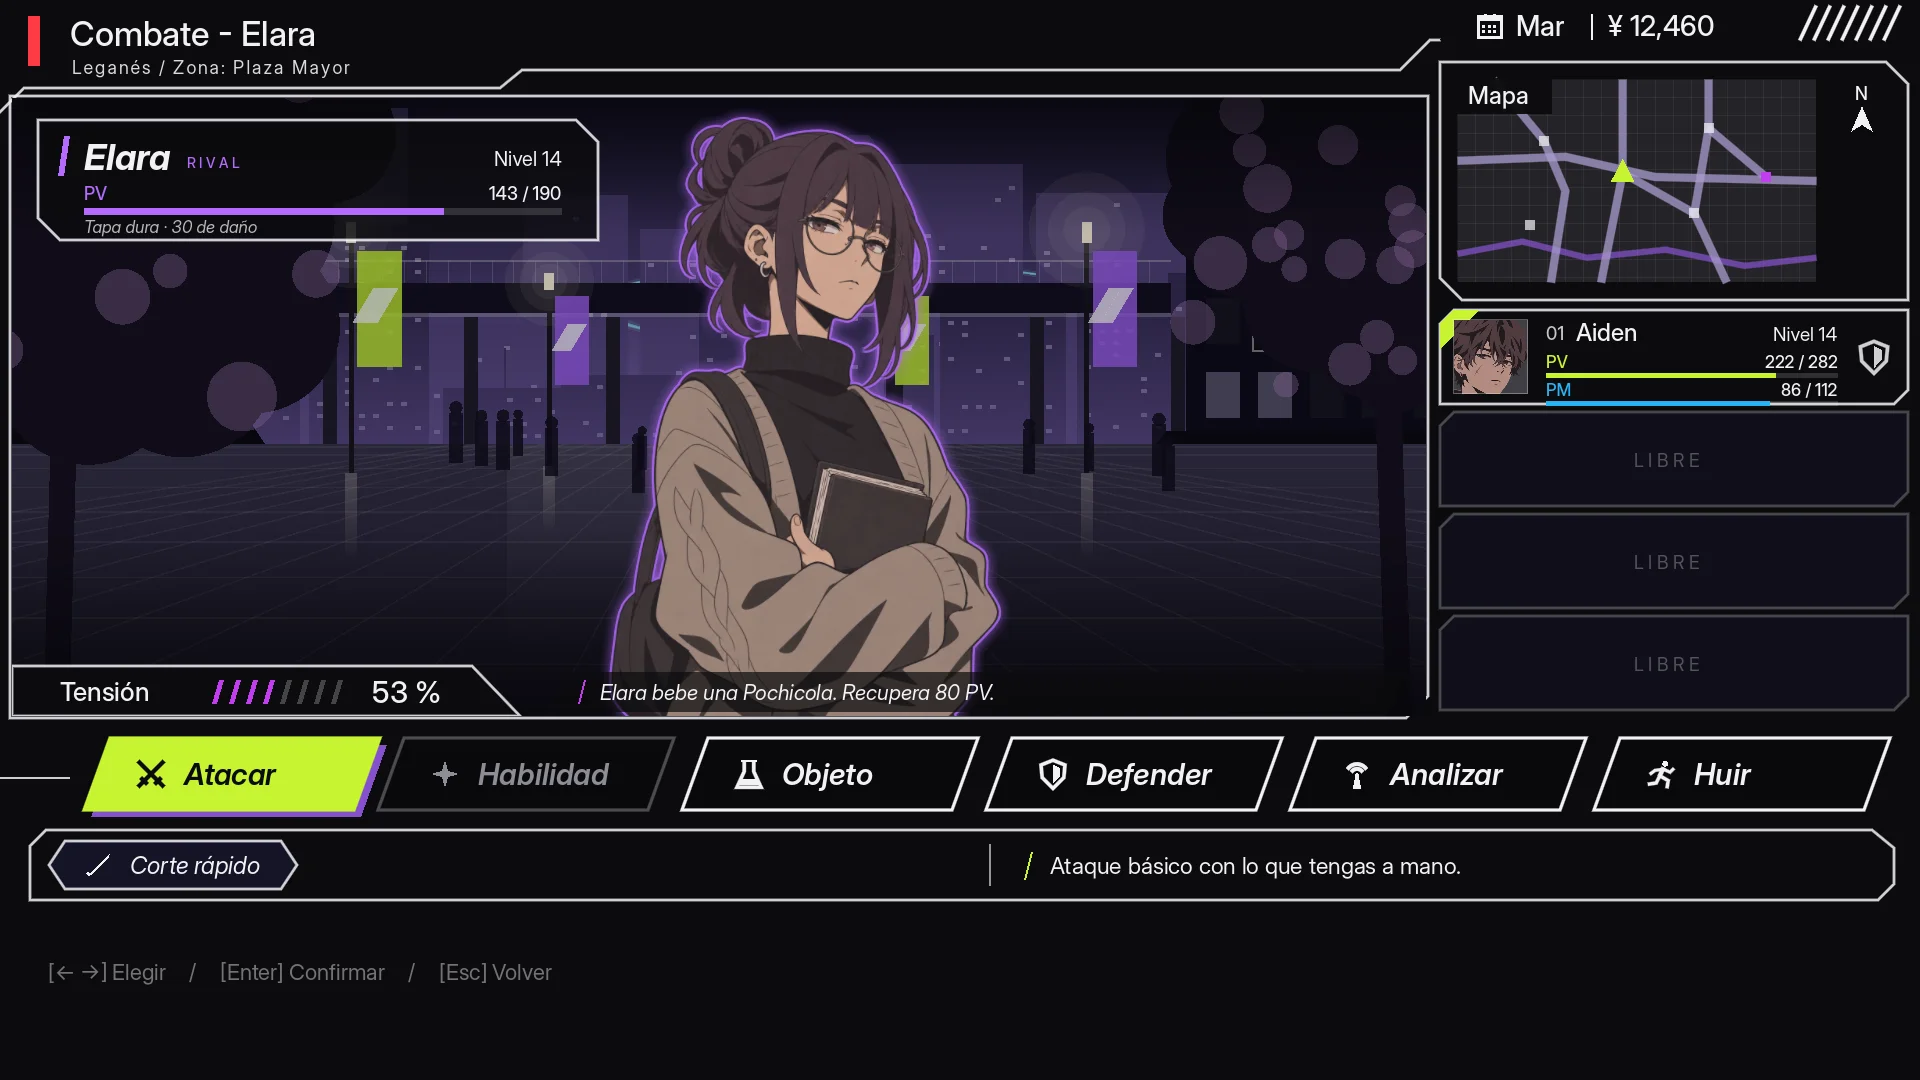 Combate - Elara
Leganés / Zona: Plaza Mayor
Mar | ¥ 12,460
Elara RIVAL Nivel 14
PV 143 / 190
Tapa dura · 30 de daño
Mapa
N
01 Aiden Nivel 14
PV 222 / 282
PM 86 / 112
LIBRE
LIBRE
LIBRE
Tensión 53 %
Elara bebe una Pochicola. Recupera 80 PV.
Atacar
Habilidad
Objeto
Defender
Analizar
Huir
Corte rápido
Ataque básico con lo que tengas a mano.
[← →] Elegir / [Enter] Confirmar / [Esc] Volver